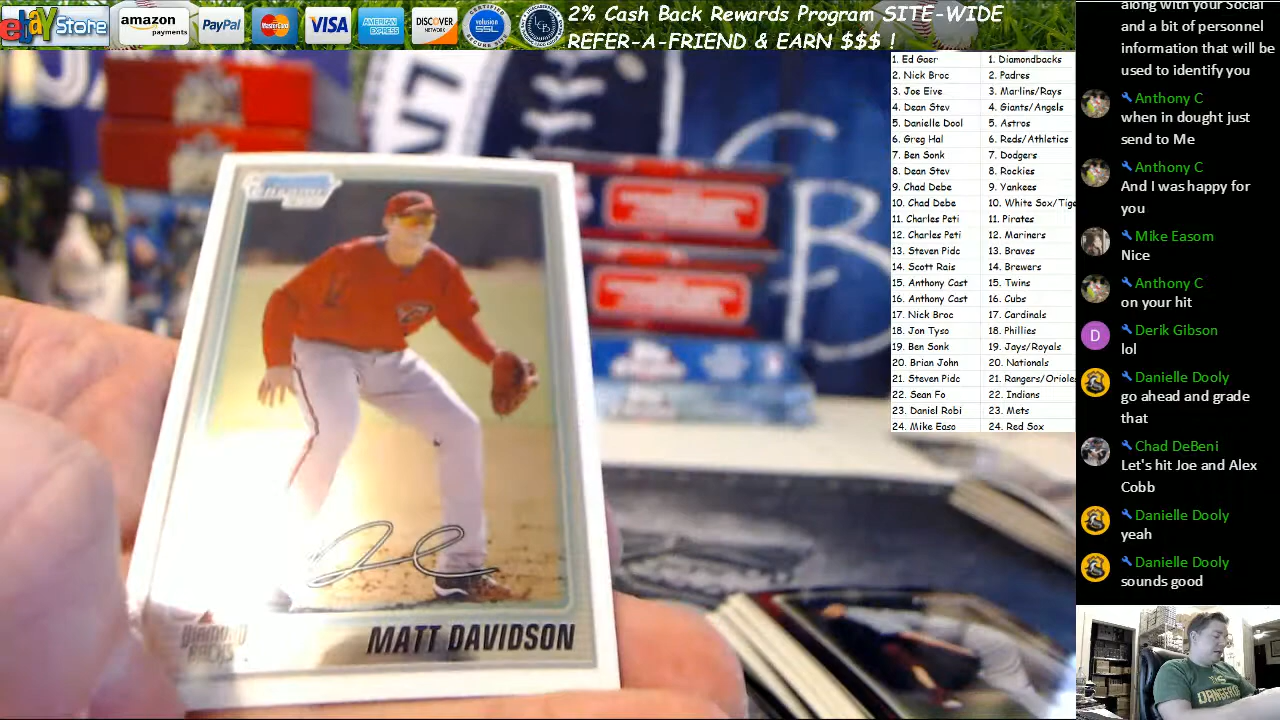 ebay Store
amazon payments
PayPal
MasterCard
VISA
AMERICAN EXPRESS
DISCOVER NETWORK
volusion SSL
2% Cash Back Rewards Program SITE-WIDE
REFER-A-FRIEND & EARN $$$ !
1. Ed Gaer 1. Diamondbacks
2. Nick Broc 2. Padres
3. Joe Eive 3. Marlins/Rays
4. Dean Stev 4. Giants/Angels
5. Danielle Dool 5. Astros
6. Greg Hal 6. Reds/Athletics
7. Ben Sonk 7. Dodgers
8. Dean Stev 8. Rockies
9. Chad Debe 9. Yankees
10. Chad Debe 10. White Sox/Tige
11. Charles Peti 11. Pirates
12. Charles Peti 12. Mariners
13. Steven Pidc 13. Braves
14. Scott Rais 14. Brewers
15. Anthony Cast 15. Twins
16. Anthony Cast 16. Cubs
17. Nick Broc 17. Cardinals
18. Jon Tyso 18. Phillies
19. Ben Sonk 19. Jays/Royals
20. Brian John 20. Nationals
21. Steven Pidc 21. Rangers/Oriole
22. Sean Fo 22. Indians
23. Daniel Robi 23. Mets
24. Mike Easo 24. Red Sox
MATT DAVIDSON
along with your Social
and a bit of personnel
information that will be
used to identify you
Anthony C
when in dought just
send to Me
Anthony C
And I was happy for
you
Mike Easom
Nice
Anthony C
on your hit
D
Derik Gibson
lol
Danielle Dooly
go ahead and grade
that
Chad DeBeni
Let's hit Joe and Alex
Cobb
Danielle Dooly
yeah
Danielle Dooly
sounds good